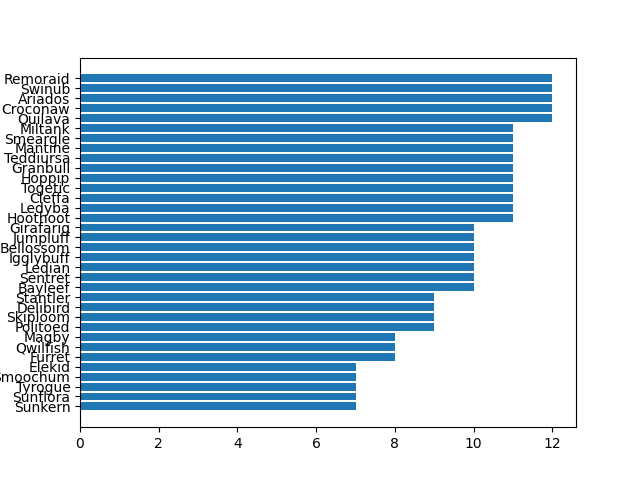 Remoraid
Swinub
Ariados
Croconaw
Quilava
Miltank
Smeargle
Mantine
Teddiursa
Granbull
Hoppip
Togetic
Cleffa
Ledyba
Hoothoot
Girafarig
Jumpluff
Bellossom
Igglybuff
Ledian
Sentret
Bayleef
Stantler
Delibird
Skiploom
Politoed
Magby
Qwilfish
Furret
Elekid
Smoochum
Tyrogue
Sunflora
Sunkern
0 2 4 6 8 10 12